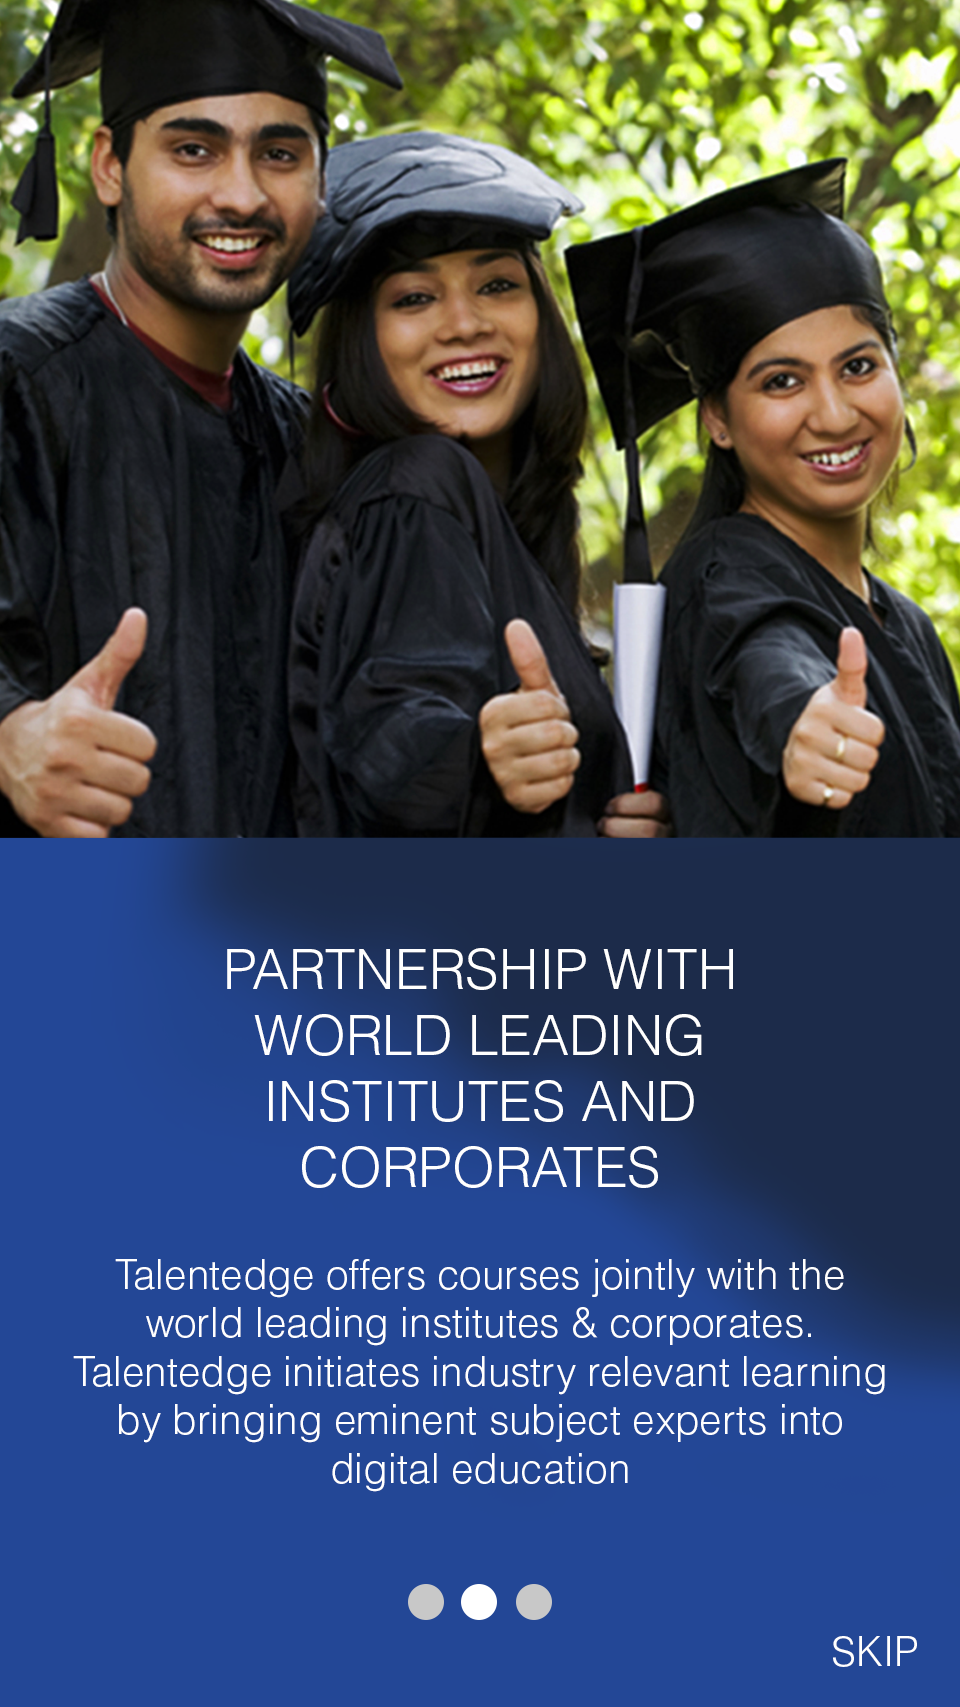 PARTNERSHIP WITH
WORLD LEADING
INSTITUTES AND
CORPORATES
Talentedge offers courses jointly with the
world leading institutes & corporates.
Talentedge initiates industry relevant learning
by bringing eminent subject experts into
digital education
SKIP